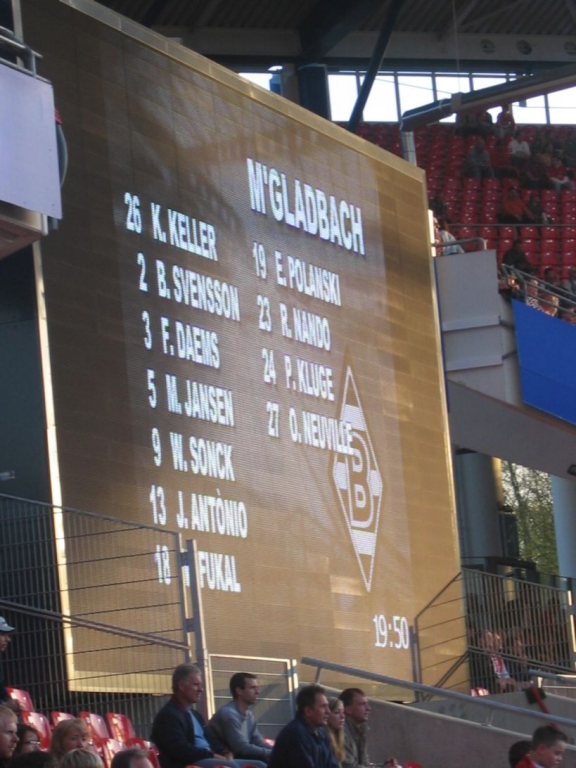 M'GLADBACH
26 K. KELLER
2 B. SVENSSON
3 F. DAEMS
5 M. JANSEN
9 W. SONCK
13 J. ANTÒNIO
18 FUKAL
19 E. POLANSKI
23 R. NANDO
24 P. KLUGE
27 O. NEUVILLE
B
19:50